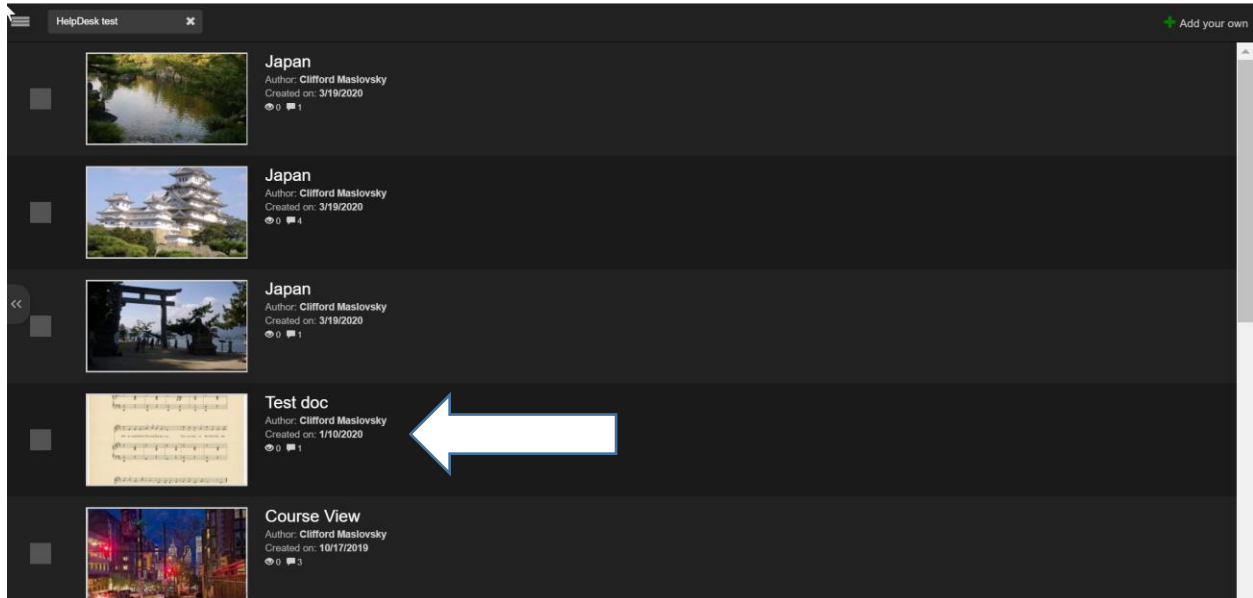 HelpDesk test ✖
Add your own
Japan
Author: Clifford Maslovsky
Created on: 3/19/2020
0 1
Japan
Author: Clifford Maslovsky
Created on: 3/19/2020
0 4
Japan
Author: Clifford Maslovsky
Created on: 3/19/2020
0 1
Test doc
Author: Clifford Maslovsky
Created on: 1/10/2020
0 1
Course View
Author: Clifford Maslovsky
Created on: 10/17/2019
0 3